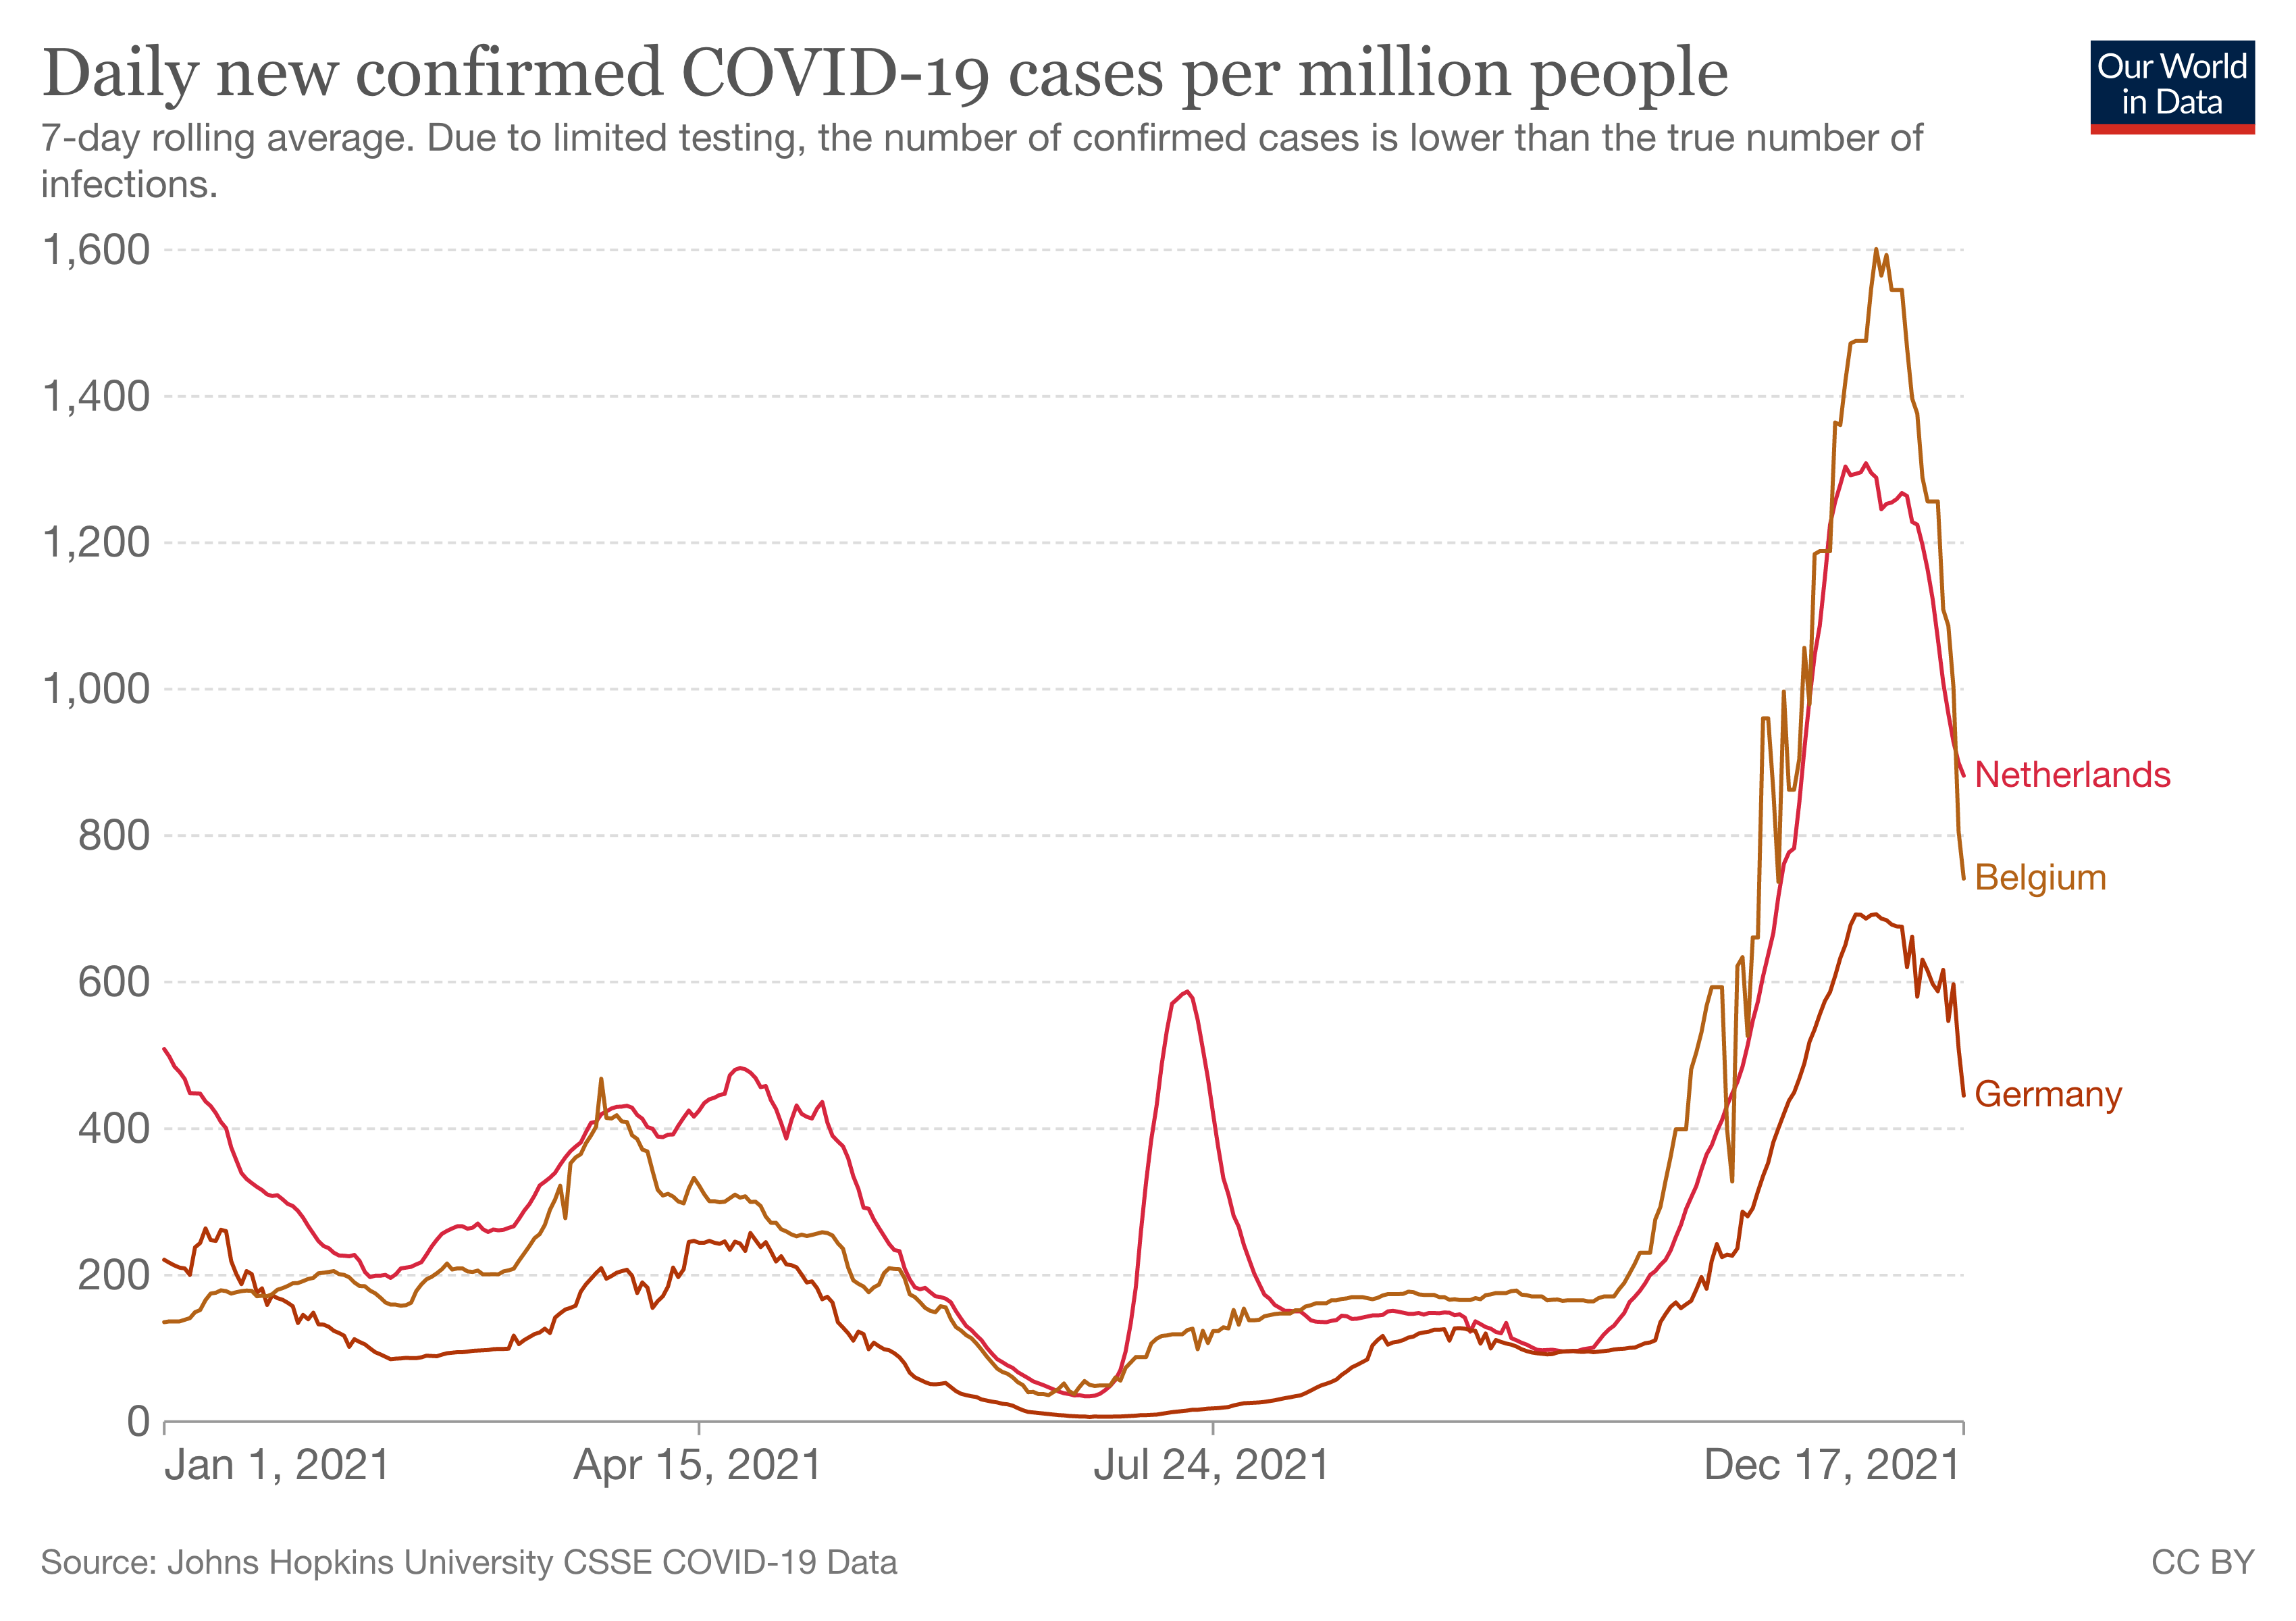 Daily new confirmed COVID-19 cases per million people
Our World
in Data
7-day rolling average. Due to limited testing, the number of confirmed cases is lower than the true number of
infections.
1,600
1,400
1,200
1,000
800
600
400
200
0
Netherlands
Belgium
Germany
Jan 1, 2021
Apr 15, 2021
Jul 24, 2021
Dec 17, 2021
Source: Johns Hopkins University CSSE COVID-19 Data
CC BY